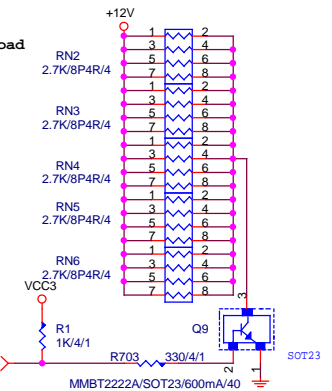 +12V
oad
1 2
3 4
RN2
2.7K/8P4R/4
5 6
7 8
1 2
3 4
RN3
2.7K/8P4R/4
5 6
7 8
1 2
3 4
RN4
2.7K/8P4R/4
5 6
7 8
1 2
RN5
3 4
2.7K/8P4R/4
5 6
7 8
1 2
RN6
3 4
2.7K/8P4R/4
5 6
7 8
VCC3
R1
1K/4/1
3
Q9
SOT23
R703 330/4/1
2
1
MMBT2222A/SOT23/600mA/40